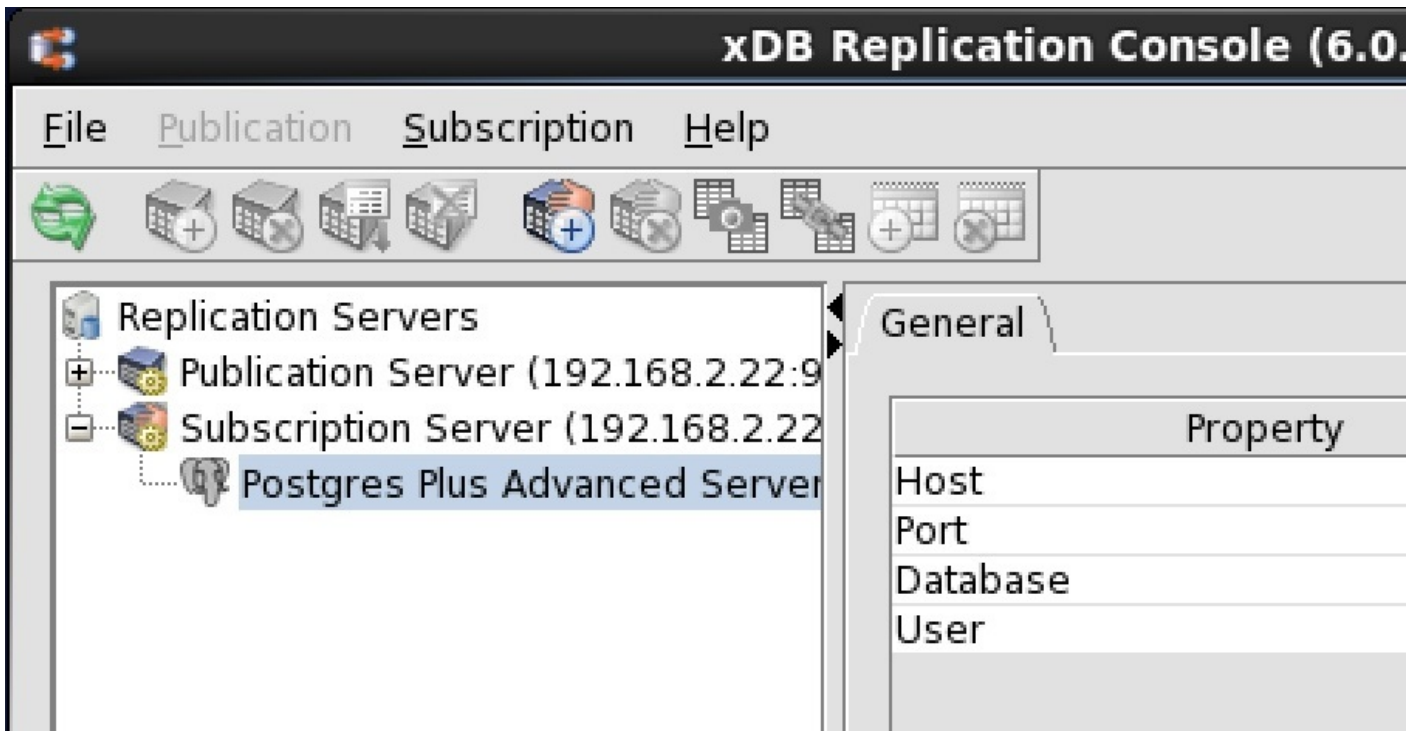 xDB Replication Console (6.0.
File Publication Subscription Help
Replication Servers
Publication Server (192.168.2.22:9
Subscription Server (192.168.2.22
Postgres Plus Advanced Server
General
Property
Host
Port
Database
User